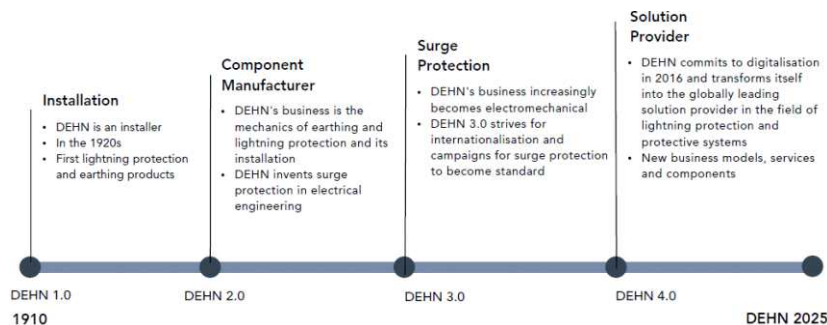 Installation
• DEHN is an installer
• In the 1920s
• First lightning protection
and earthing products
Component
Manufacturer
• DEHN's business is the
mechanics of earthing and
lightning protection and its
installation
• DEHN invents surge
protection in electrical
engineering
Surge
Protection
• DEHN's business increasingly
becomes electromechanical
• DEHN 3.0 strives for
internationalisation and
campaigns for surge protection
to become standard
Solution
Provider
• DEHN commits to digitalisation
in 2016 and transforms itself
into the globally leading
solution provider in the field of
lightning protection and
protective systems
• New business models, services
and components
DEHN 1.0
DEHN 2.0
DEHN 3.0
DEHN 4.0
1910
DEHN 2025